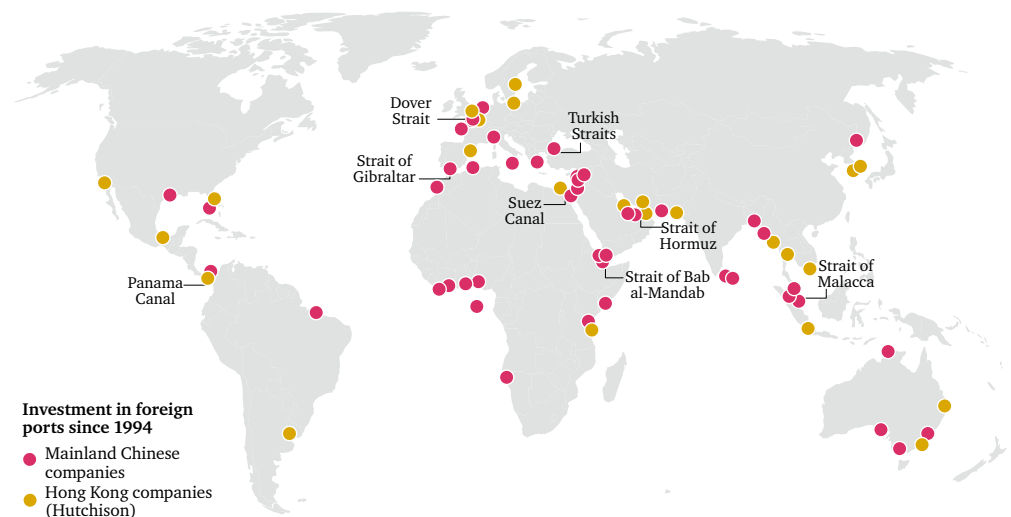 Dover
Strait
Turkish
Straits
Strait of
Gibraltar
Suez
Canal
Strait of
Hormuz
Strait of
Malacca
Strait of Bab
al-Mandab
Panama
Canal
Investment in foreign
ports since 1994
Mainland Chinese
companies
Hong Kong companies
(Hutchison)